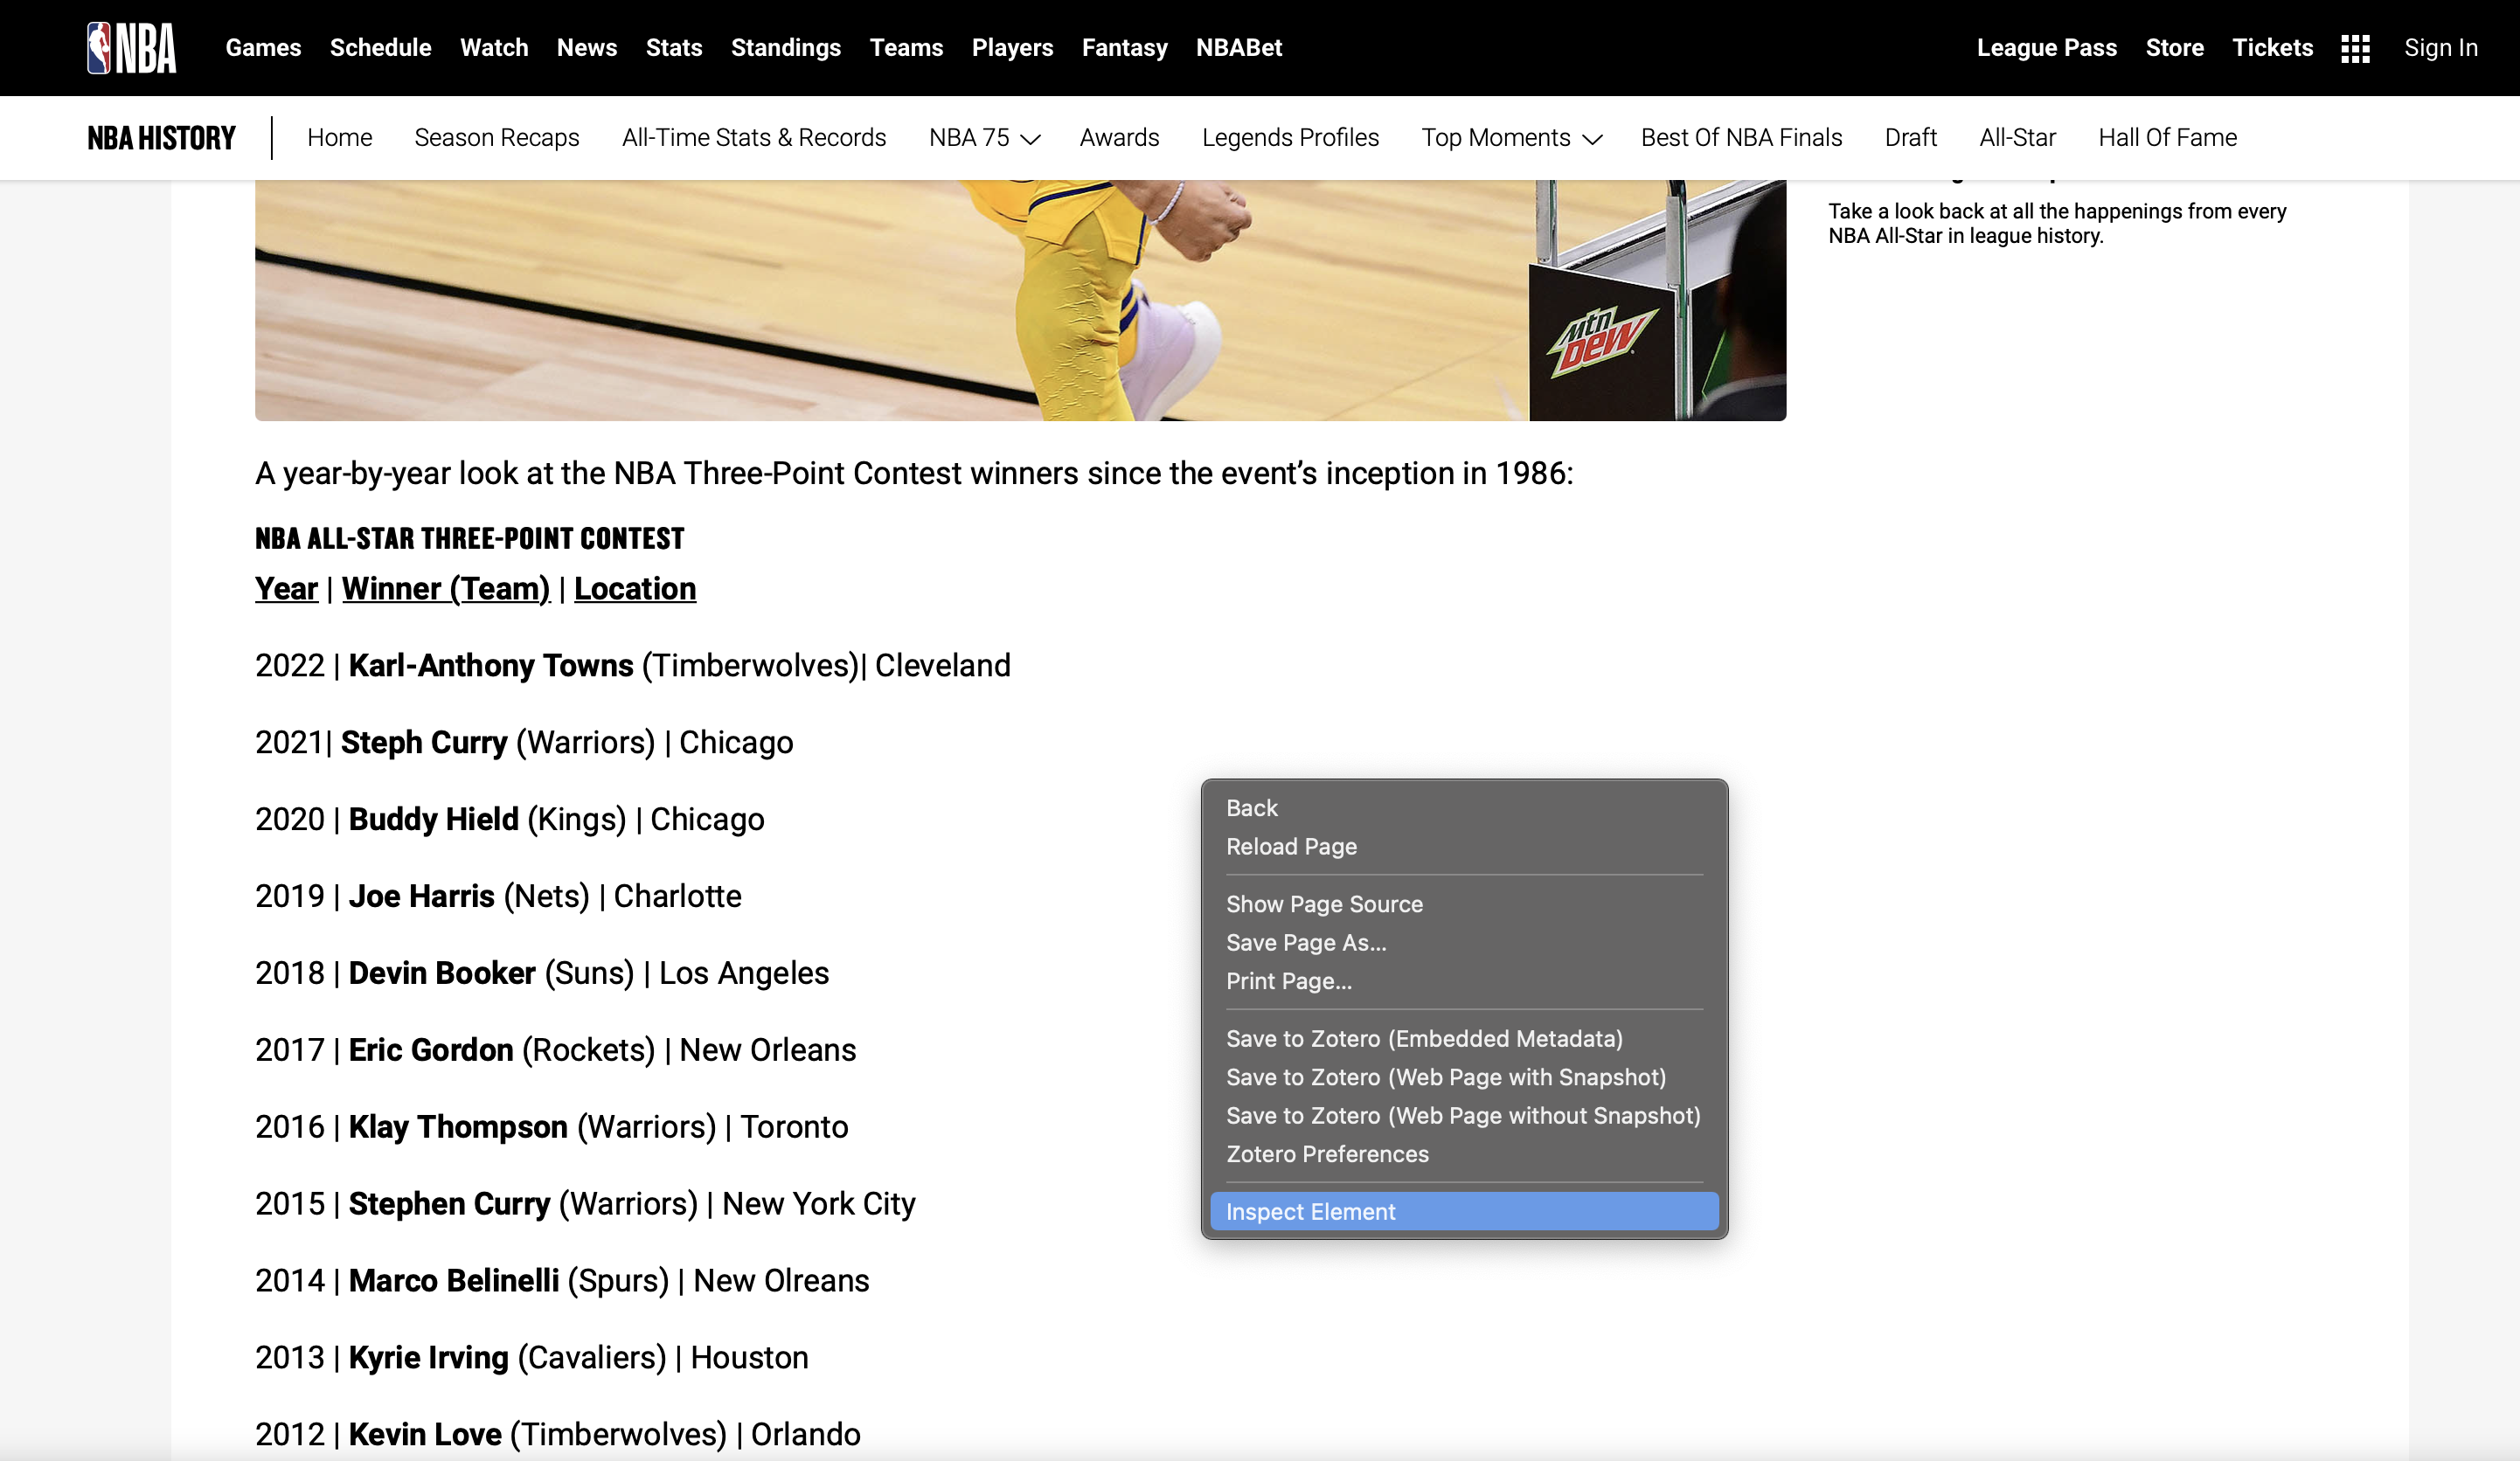 NBA Games Schedule Watch News Stats Standings Teams Players Fantasy NBABet League Pass Store Tickets Sign In
NBA HISTORY Home Season Recaps All-Time Stats & Records NBA 75 Awards Legends Profiles Top Moments Best Of NBA Finals Draft All-Star Hall Of Fame
Take a look back at all the happenings from every
NBA All-Star in league history.
Mtn
Dew
A year-by-year look at the NBA Three-Point Contest winners since the event’s inception in 1986:
NBA ALL-STAR THREE-POINT CONTEST
Year | Winner (Team) | Location
2022 | Karl-Anthony Towns (Timberwolves)| Cleveland
2021| Steph Curry (Warriors) | Chicago
2020 | Buddy Hield (Kings) | Chicago
2019 | Joe Harris (Nets) | Charlotte
2018 | Devin Booker (Suns) | Los Angeles
2017 | Eric Gordon (Rockets) | New Orleans
2016 | Klay Thompson (Warriors) | Toronto
2015 | Stephen Curry (Warriors) | New York City
2014 | Marco Belinelli (Spurs) | New Olreans
2013 | Kyrie Irving (Cavaliers) | Houston
2012 | Kevin Love (Timberwolves) | Orlando
Back
Reload Page
Show Page Source
Save Page As...
Print Page...
Save to Zotero (Embedded Metadata)
Save to Zotero (Web Page with Snapshot)
Save to Zotero (Web Page without Snapshot)
Zotero Preferences
Inspect Element